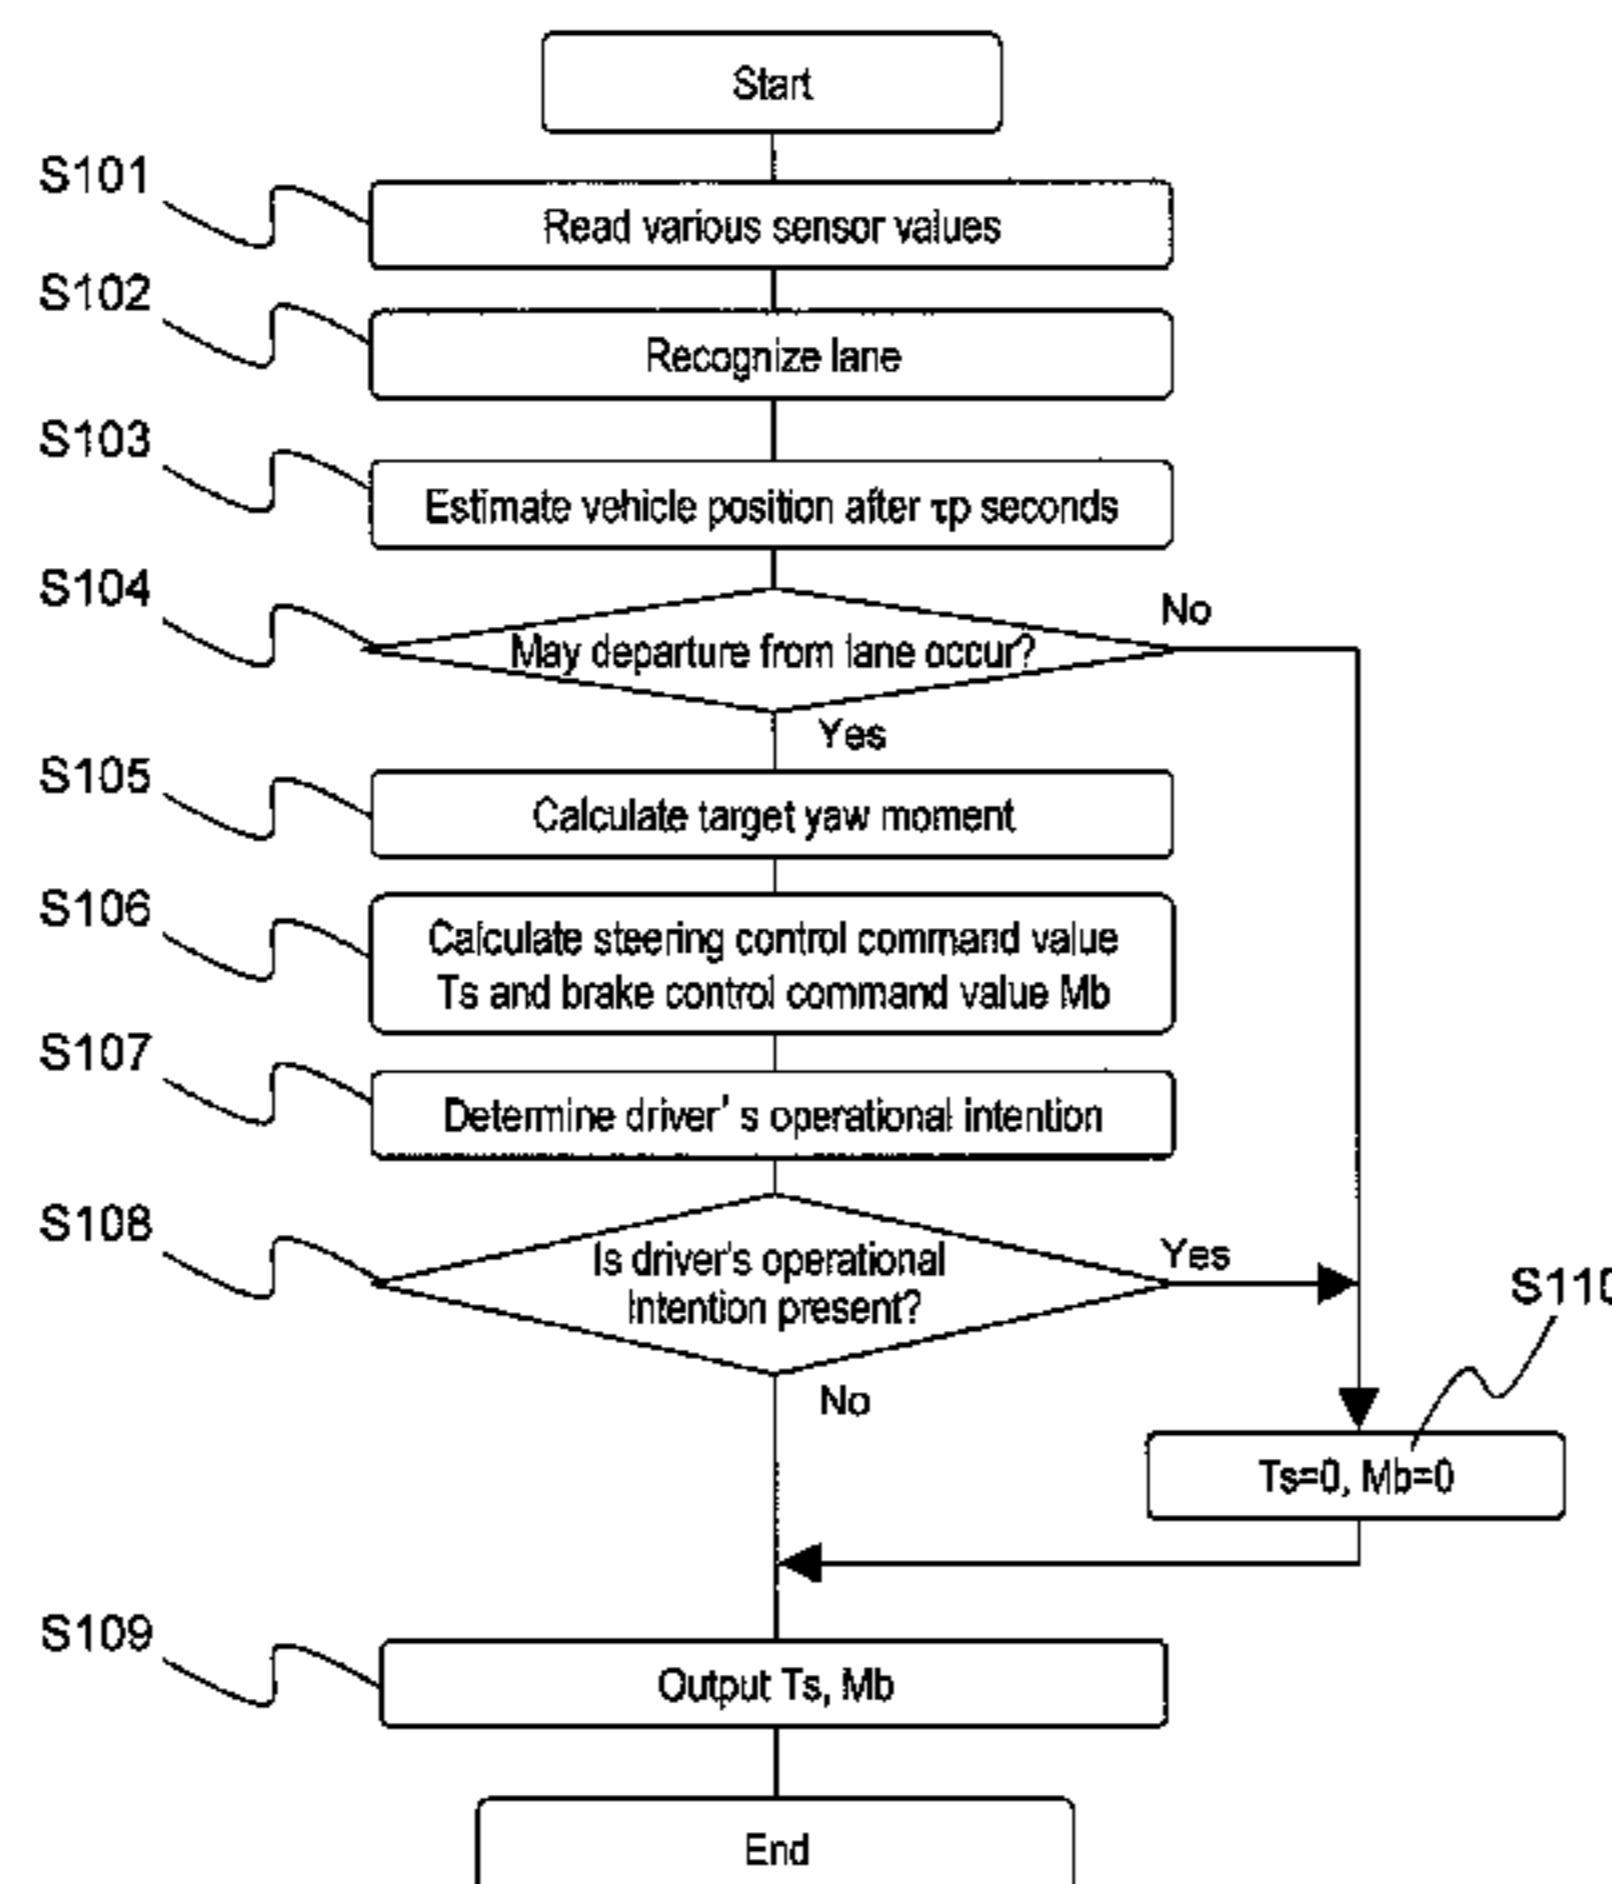 Start
S101
Read various sensor values
S102
Recognize lane
S103
Estimate vehicle position after τp seconds
S104
May departure from lane occur?
No
Yes
S105
Calculate target yaw moment
S106
Calculate steering control command value
Ts and brake control command value Mb
S107
Determine driver's operational intention
S108
Is driver's operational
Intention present?
Yes
No
S110
Ts=0, Mb=0
S109
Output Ts, Mb
End